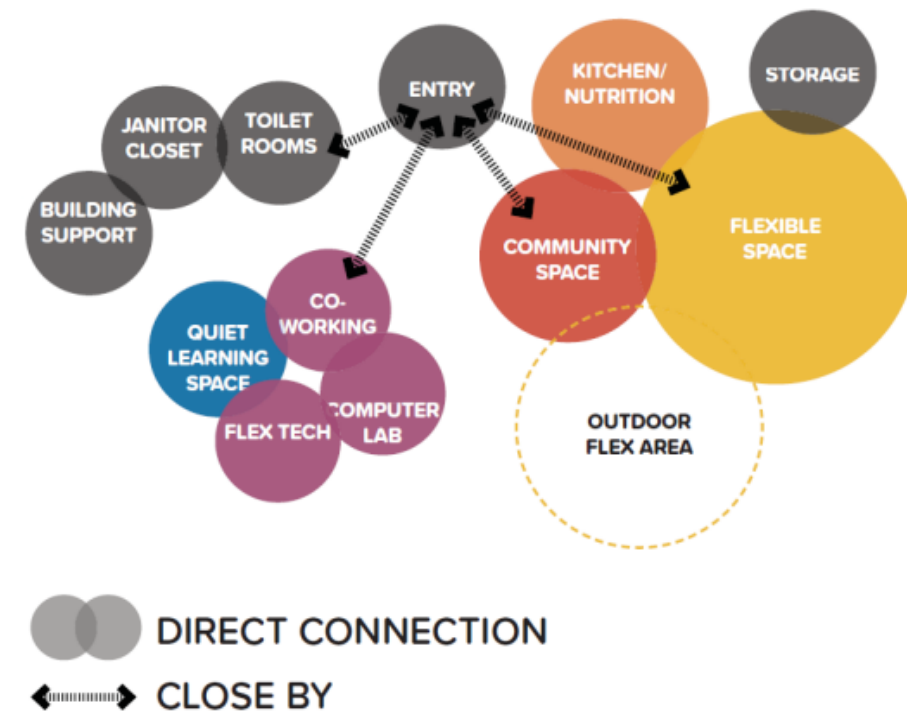 ENTRY
KITCHEN/
NUTRITION
STORAGE
JANITOR
CLOSET
TOILET
ROOMS
BUILDING
SUPPORT
COMMUNITY
SPACE
FLEXIBLE
SPACE
CO-
WORKING
QUIET
LEARNING
SPACE
FLEX TECH
COMPUTER
LAB
OUTDOOR
FLEX AREA
DIRECT CONNECTION
CLOSE BY